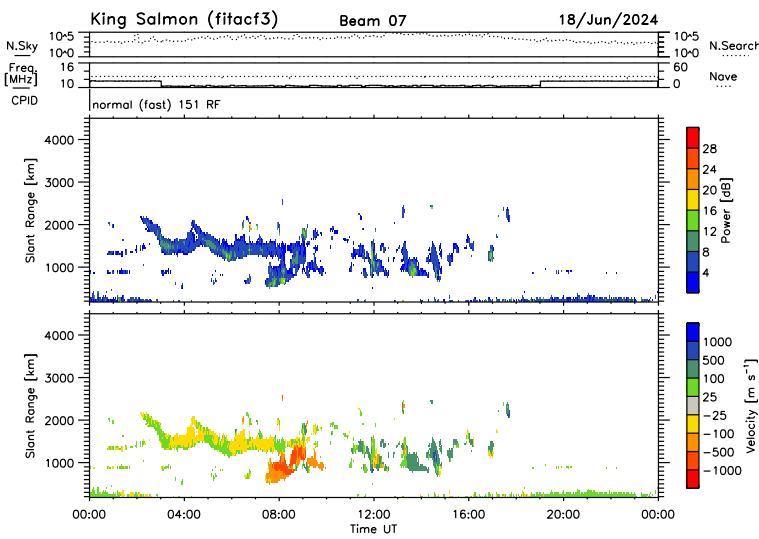 King Salmon (fitacf3) Beam 07 18/Jun/2024
N.Sky 10^5 10^0 10^5 10^0 N.Search
Freq. [MHz] 16 10 60 0 Nave
CPID normal (fast) 151 RF
Slant Range [km] 4000 3000 2000 1000
Power [dB] 28 24 20 16 12 8 4
Slant Range [km] 4000 3000 2000 1000
Velocity [m s⁻¹] 1000 500 100 25 −25 −100 −500 −1000
00:00 04:00 08:00 12:00 16:00 20:00 00:00
Time UT